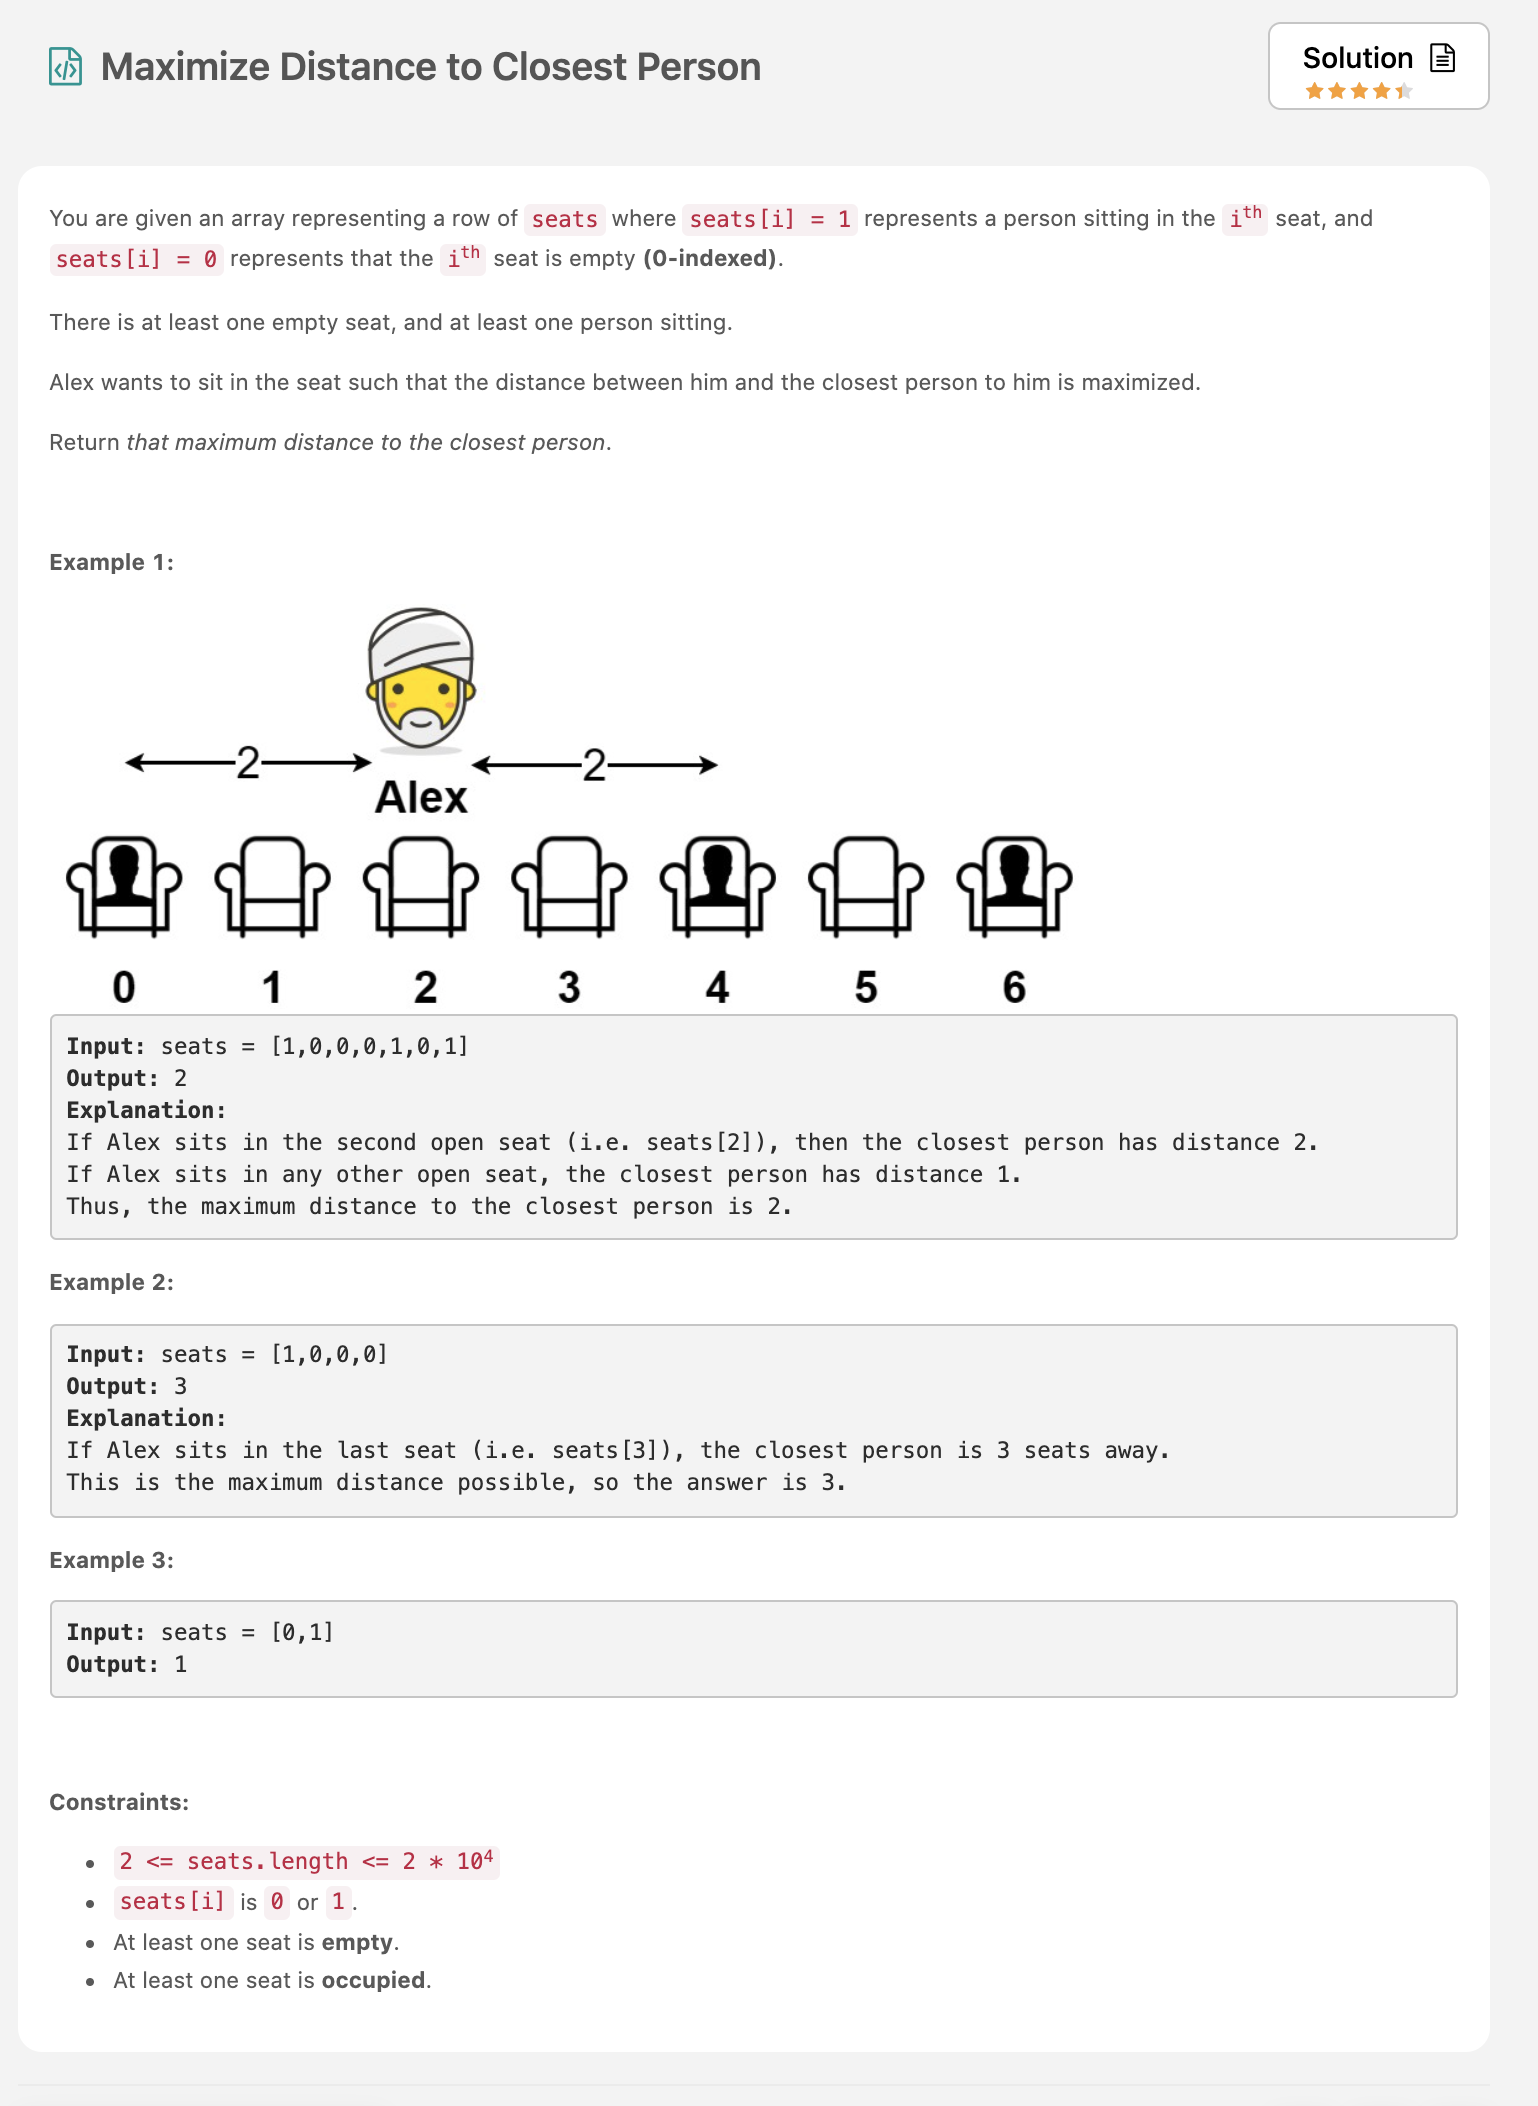 Maximize Distance to Closest Person
Solution
You are given an array representing a row of seats where seats[i] = 1 represents a person sitting in the ith seat, and
seats[i] = 0 represents that the ith seat is empty (0-indexed).
There is at least one empty seat, and at least one person sitting.
Alex wants to sit in the seat such that the distance between him and the closest person to him is maximized.
Return that maximum distance to the closest person.
Example 1:
2 2
Alex
0 1 2 3 4 5 6
Input: seats = [1,0,0,0,1,0,1]
Output: 2
Explanation:
If Alex sits in the second open seat (i.e. seats[2]), then the closest person has distance 2.
If Alex sits in any other open seat, the closest person has distance 1.
Thus, the maximum distance to the closest person is 2.
Example 2:
Input: seats = [1,0,0,0]
Output: 3
Explanation:
If Alex sits in the last seat (i.e. seats[3]), the closest person is 3 seats away.
This is the maximum distance possible, so the answer is 3.
Example 3:
Input: seats = [0,1]
Output: 1
Constraints:
• 2 <= seats.length <= 2 * 10⁴
• seats[i] is 0 or 1.
• At least one seat is empty.
• At least one seat is occupied.